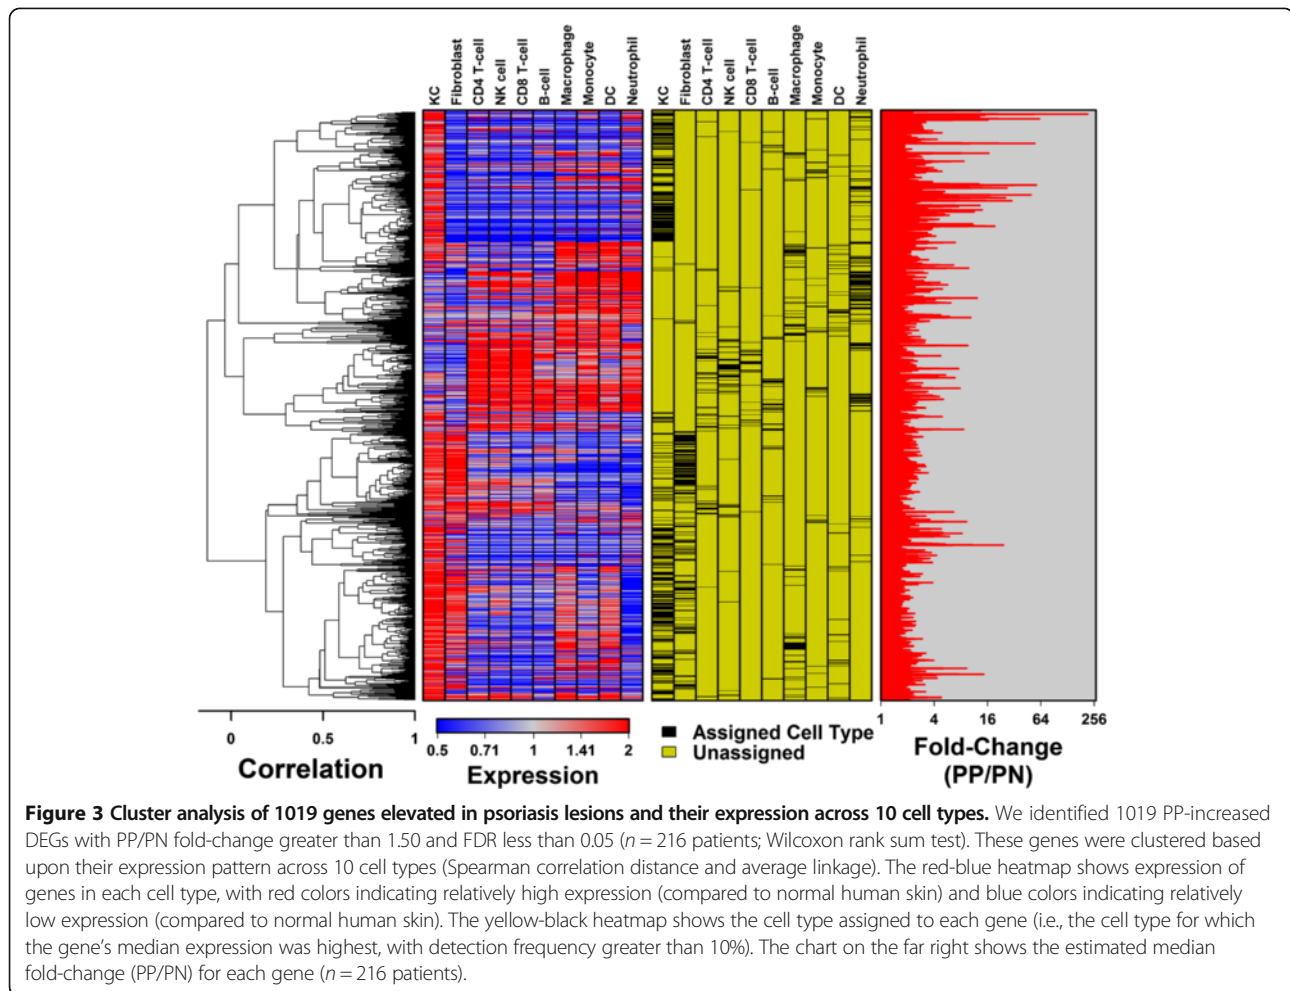 KC
Fibroblast
CD4 T-cell
NK cell
CD8 T-cell
B-cell
Macrophage
Monocyte
DC
Neutrophil
KC
Fibroblast
CD4 T-cell
NK cell
CD8 T-cell
B-cell
Macrophage
Monocyte
DC
Neutrophil
0 0.5 1
Correlation
0.5 0.71 1 1.41 2
Expression
Assigned Cell Type
Unassigned
1 4 16 64 256
Fold-Change
(PP/PN)
Figure 3 Cluster analysis of 1019 genes elevated in psoriasis lesions and their expression across 10 cell types. We identified 1019 PP-increased
DEGs with PP/PN fold-change greater than 1.50 and FDR less than 0.05 (n = 216 patients; Wilcoxon rank sum test). These genes were clustered based
upon their expression pattern across 10 cell types (Spearman correlation distance and average linkage). The red-blue heatmap shows expression of
genes in each cell type, with red colors indicating relatively high expression (compared to normal human skin) and blue colors indicating relatively
low expression (compared to normal human skin). The yellow-black heatmap shows the cell type assigned to each gene (i.e., the cell type for which
the gene's median expression was highest, with detection frequency greater than 10%). The chart on the far right shows the estimated median
fold-change (PP/PN) for each gene (n = 216 patients).